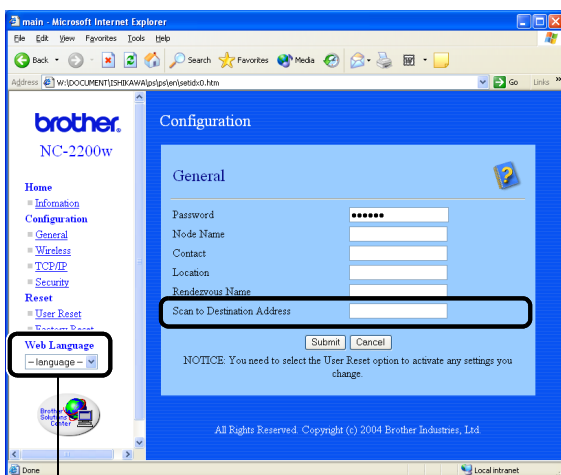 main - Microsoft Internet Explorer
File Edit View Favorites Tools Help
Back Search Favorites Media
Address W:\DOCUMENT\ISHIKAWA\ps\ps\en\setidx0.htm Go Links »
brother.
NC-2200w
Home
Infomation
Configuration
General
Wireless
TCP/IP
Security
Reset
User Reset
Factory Reset
Web Language
– language –
Brother Solutions Center
Configuration
General
Password ••••••
Node Name
Contact
Location
Rendezvous Name
Scan to Destination Address
Submit Cancel
NOTICE: You need to select the User Reset option to activate any settings you
change.
All Rights Reserved. Copyright (c) 2004 Brother Industries, Ltd.
Done Local intranet